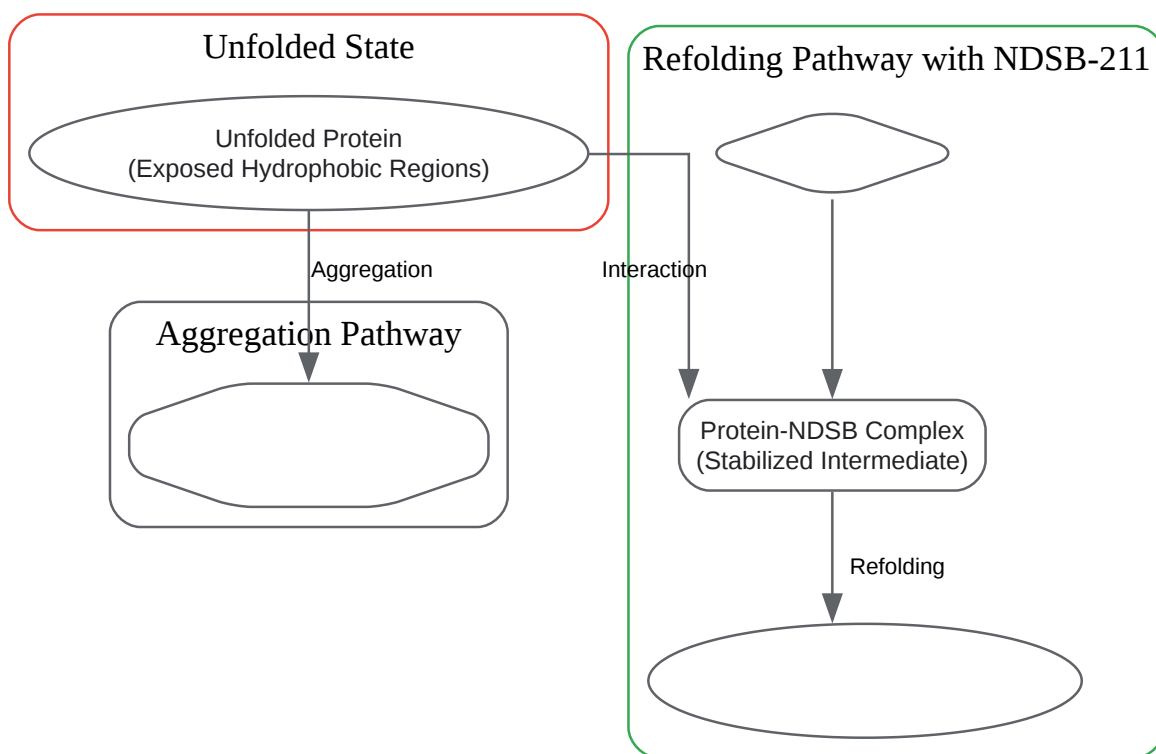 Unfolded State
Unfolded Protein
(Exposed Hydrophobic Regions)
Refolding Pathway with NDSB-211
Aggregation
Interaction
Aggregation Pathway
Protein-NDSB Complex
(Stabilized Intermediate)
Refolding